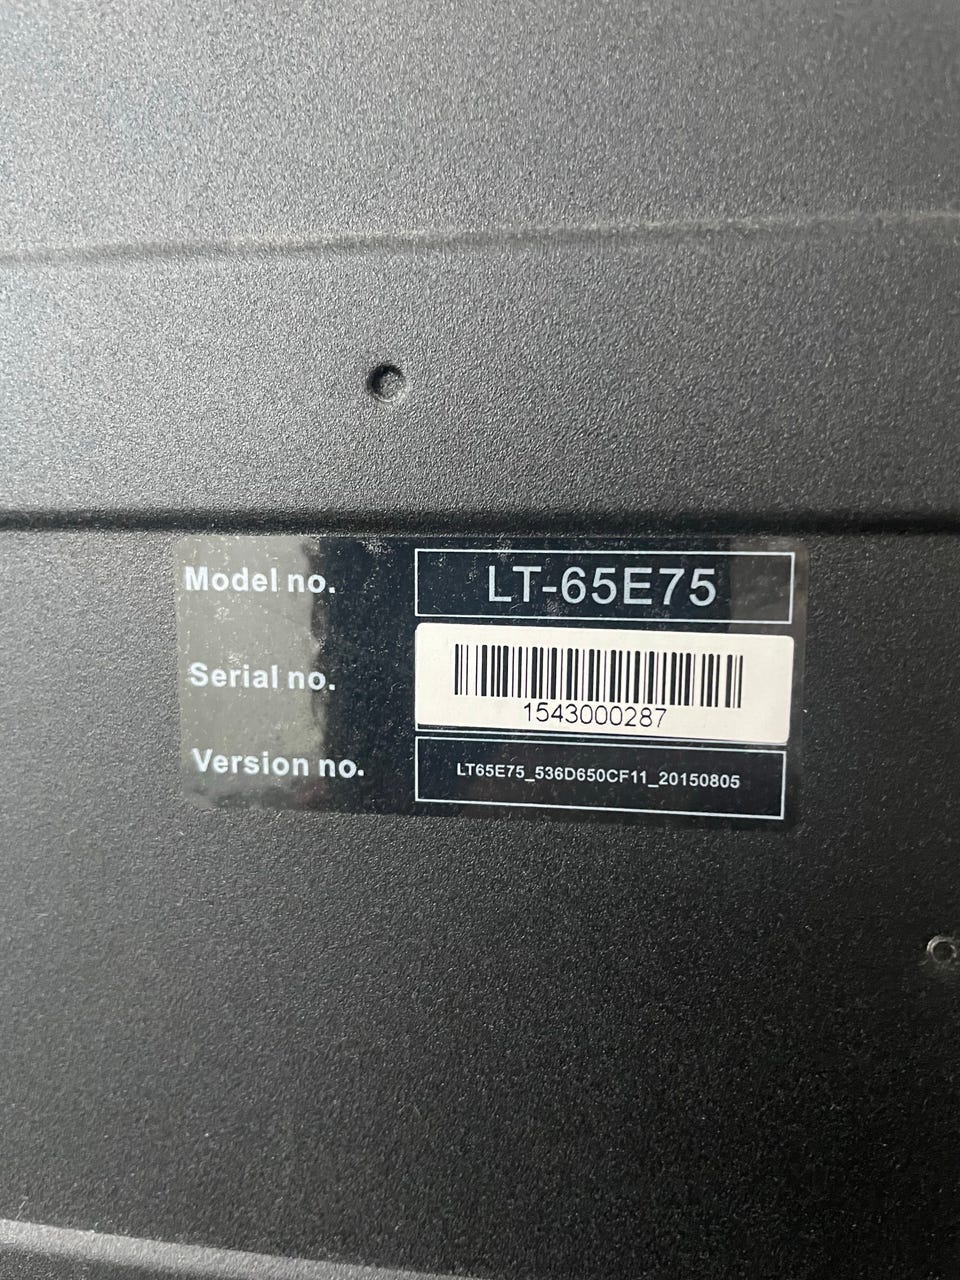 Model no. LT-65E75
Serial no. 1543000287
Version no. LT65E75_536D650CF11_20150805